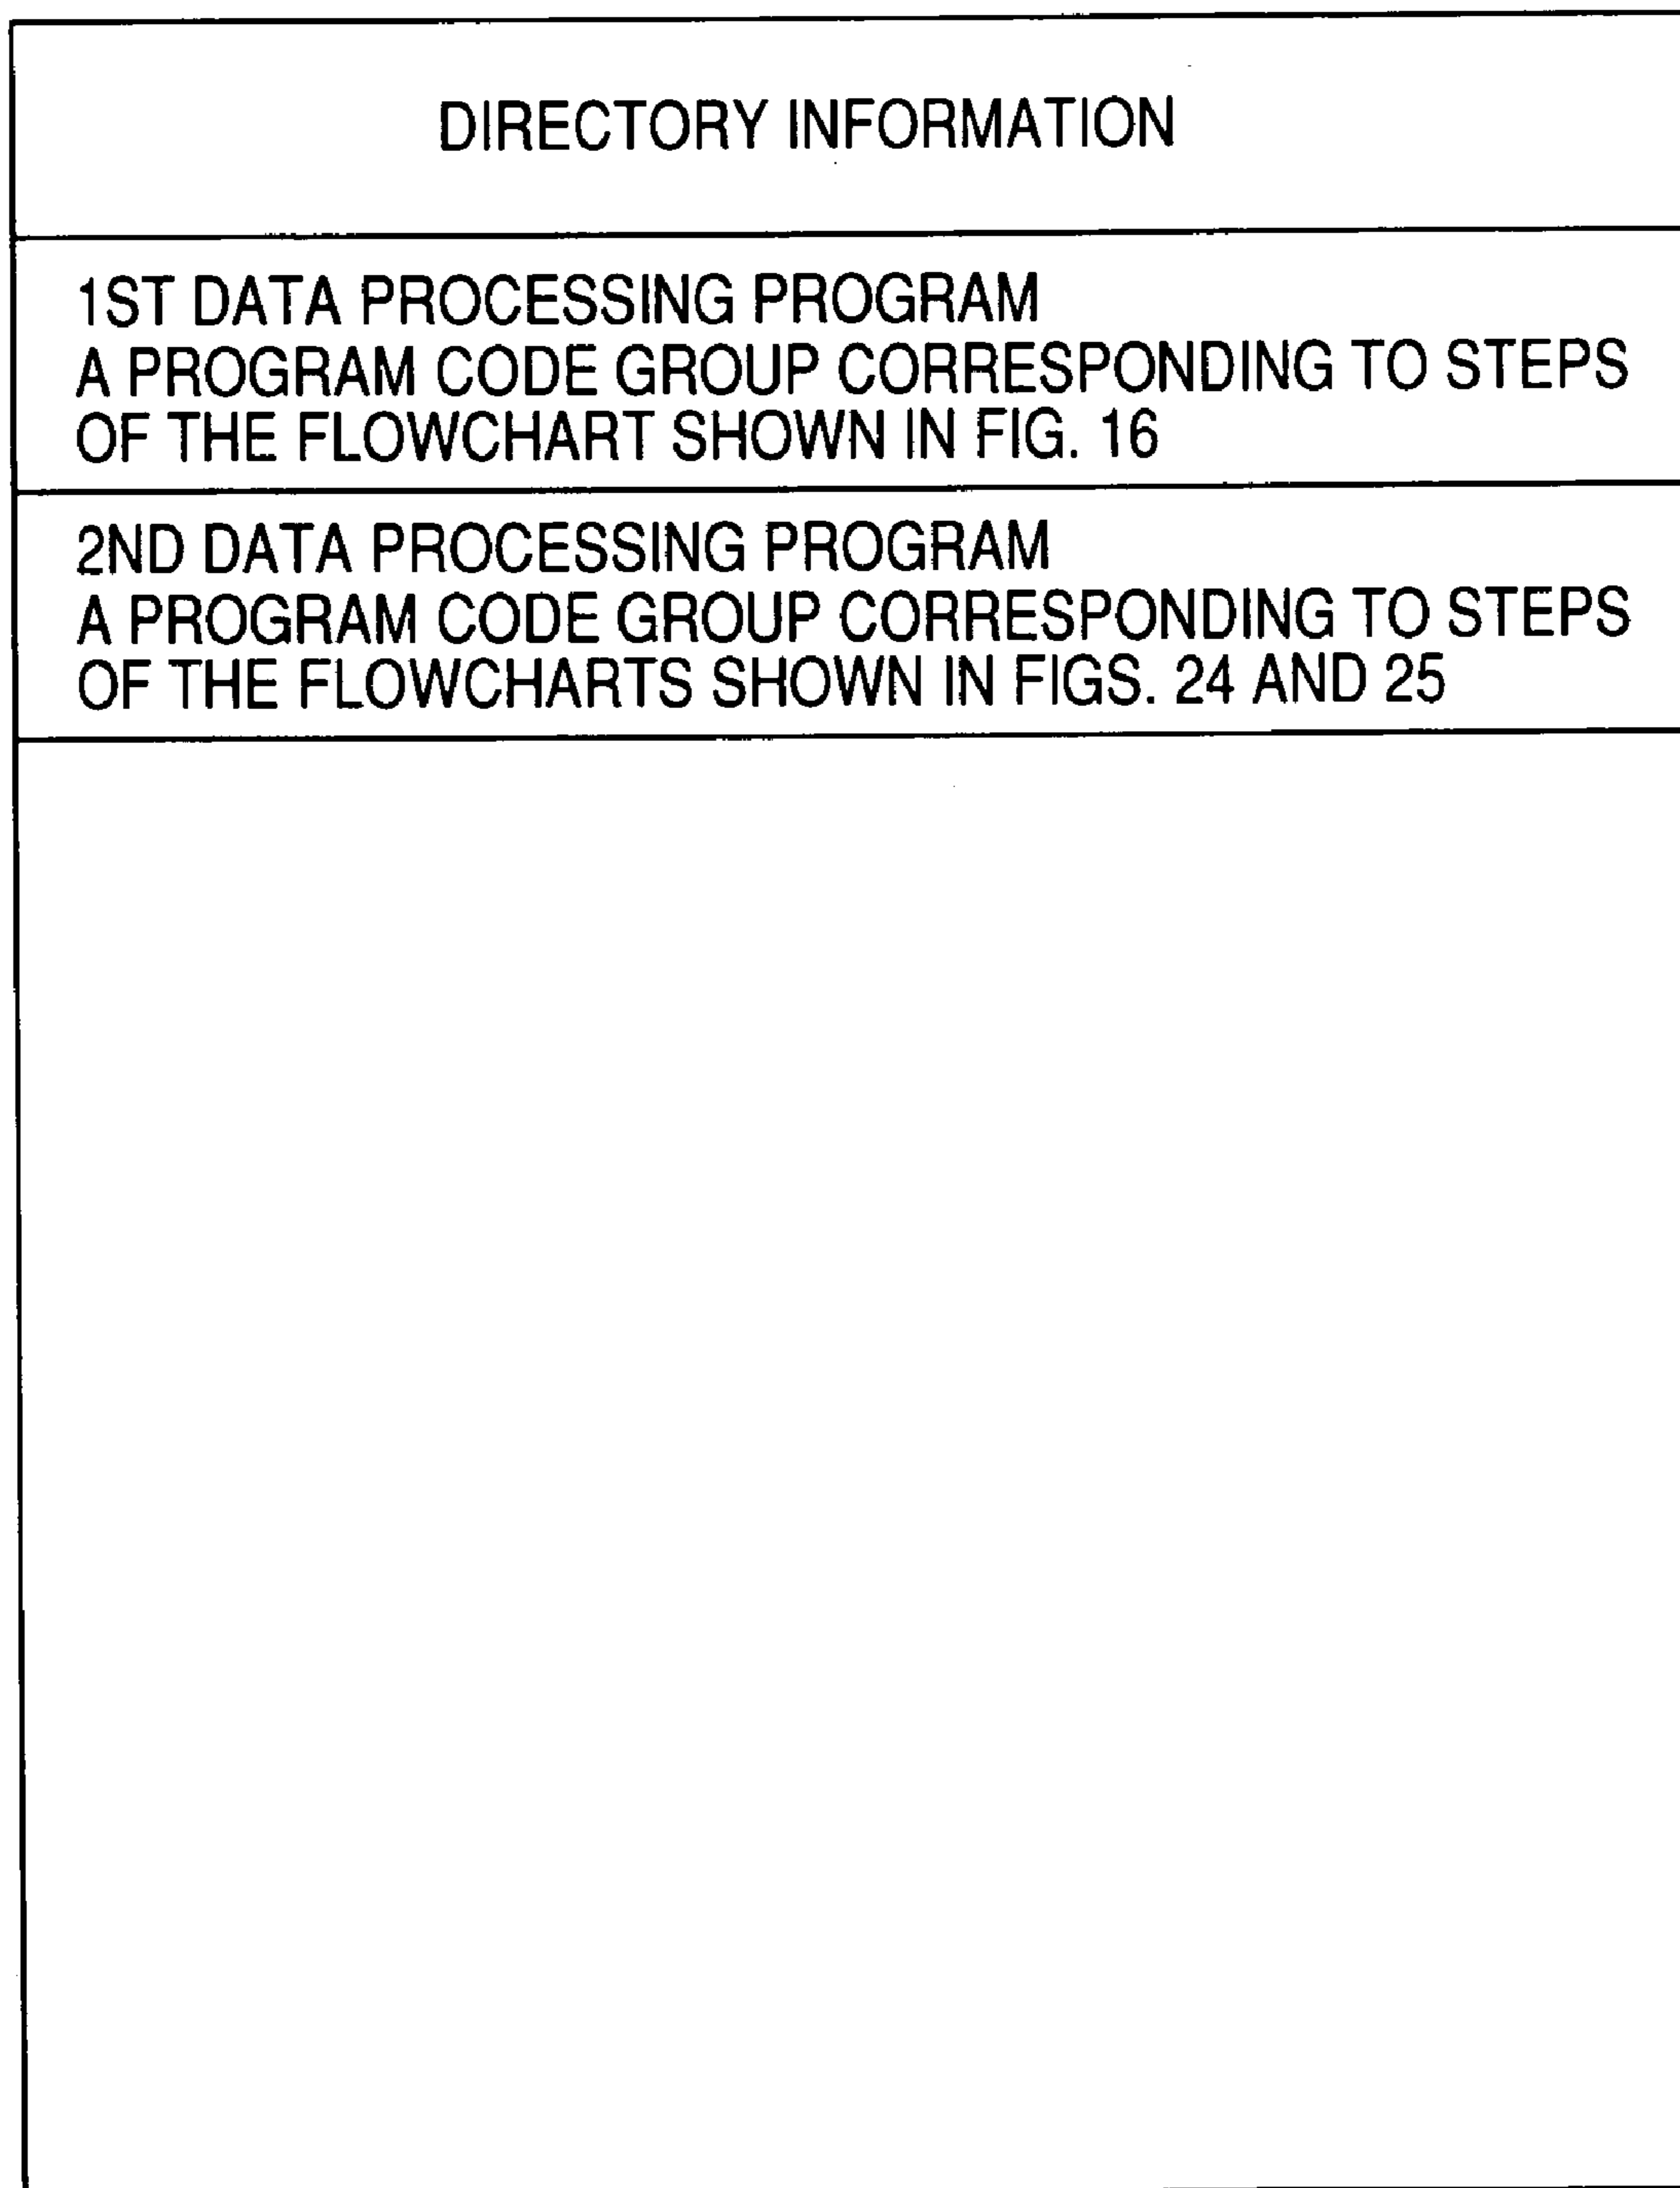 DIRECTORY INFORMATION
1ST DATA PROCESSING PROGRAM
A PROGRAM CODE GROUP CORRESPONDING TO STEPS
OF THE FLOWCHART SHOWN IN FIG. 16
2ND DATA PROCESSING PROGRAM
A PROGRAM CODE GROUP CORRESPONDING TO STEPS
OF THE FLOWCHARTS SHOWN IN FIGS. 24 AND 25